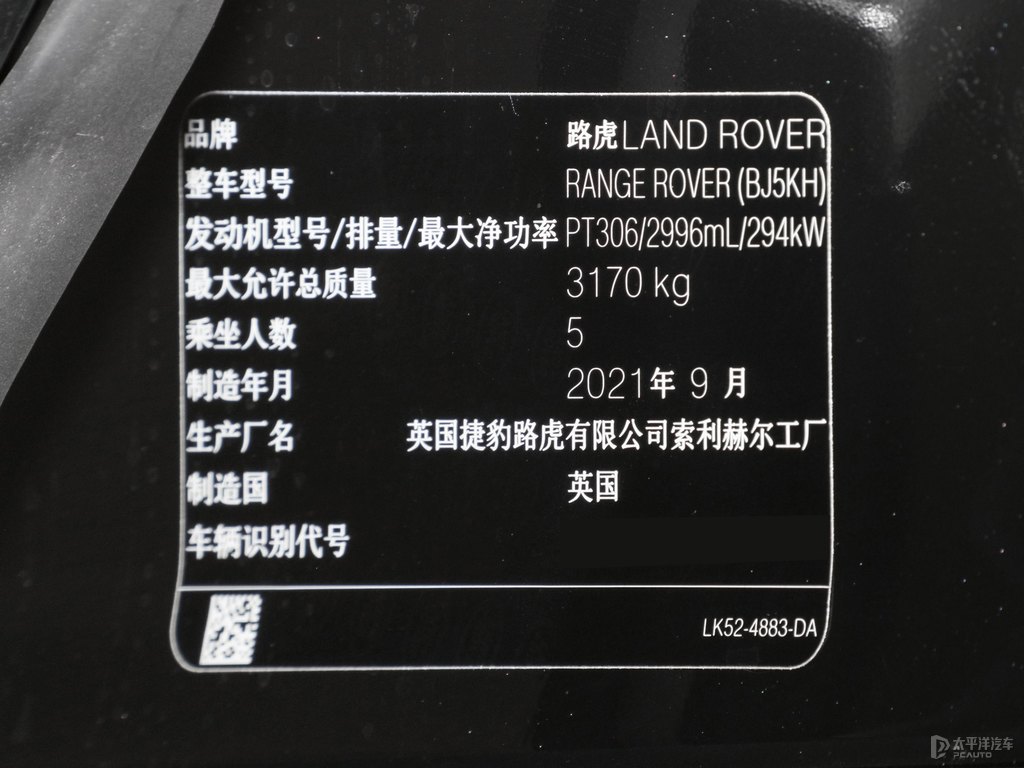 品牌 路虎LAND ROVER
整车型号 RANGE ROVER (BJ5KH)
发动机型号/排量/最大净功率 PT306/2996mL/294kW
最大允许总质量 3170 kg
乘坐人数 5
制造年月 2021年 9 月
生产厂名 英国捷豹路虎有限公司索利赫尔工厂
制造国 英国
车辆识别代号
LK52-4883-DA
太平洋汽车
PCAUTO